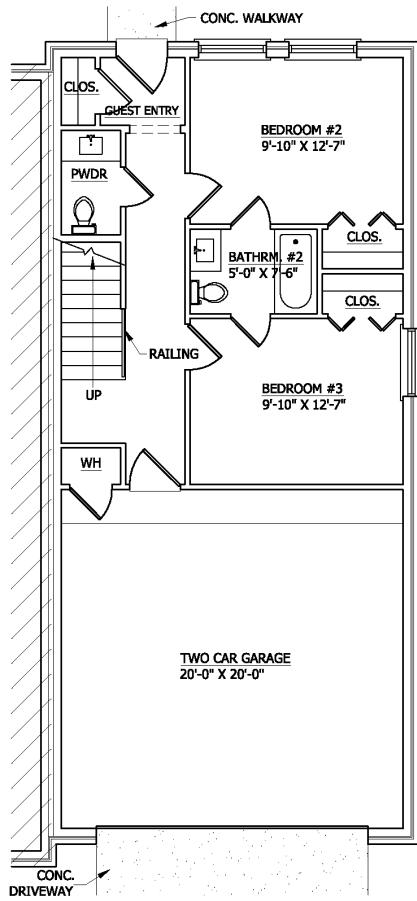 CONC. WALKWAY
CLOS.
GUEST ENTRY
BEDROOM #2
9'-10" X 12'-7"
PWDR
CLOS.
BATHRM. #2
5'-0" X 7'-6"
CLOS.
RAILING
UP
BEDROOM #3
9'-10" X 12'-7"
WH
TWO CAR GARAGE
20'-0" X 20'-0"
CONC.
DRIVEWAY